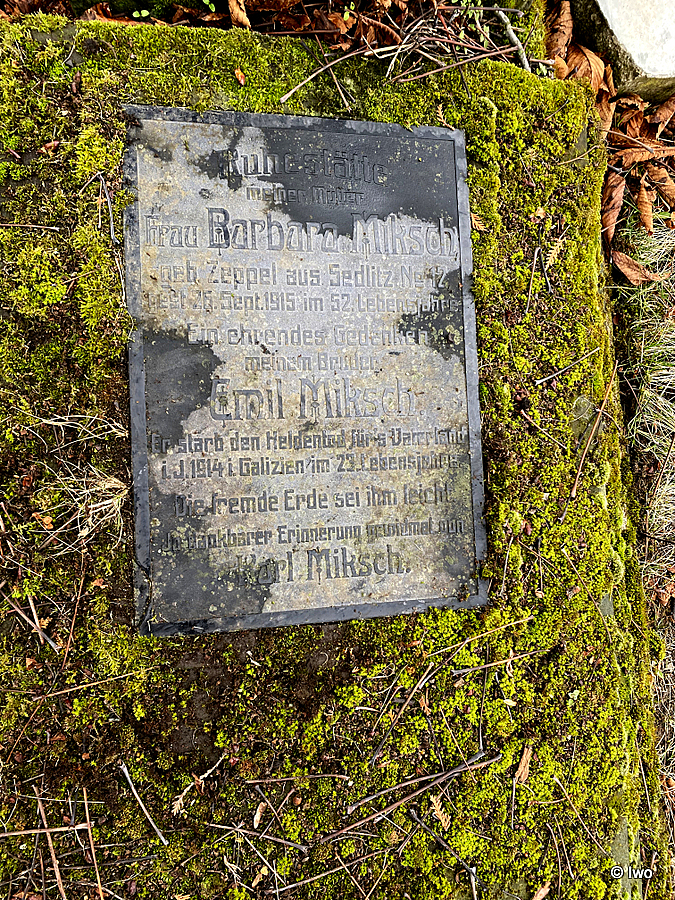 Ruhestätte
meiner Mutter
Frau Barbara Miksch
geb. Zeppel aus Sedlitz No 12
gest. 26. Sept. 1915 im 52. Lebensjahre.
Ein ehrendes Gedenken
meinem Bruder
Emil Miksch.
Er starb den Heldentod für's Vaterland
i. J. 1914 i. Galizien im 23. Lebensjahre.
Die fremde Erde sei ihm leicht.
In dankbarer Erinnerung gewidmet von
Karl Miksch.
© Iwo